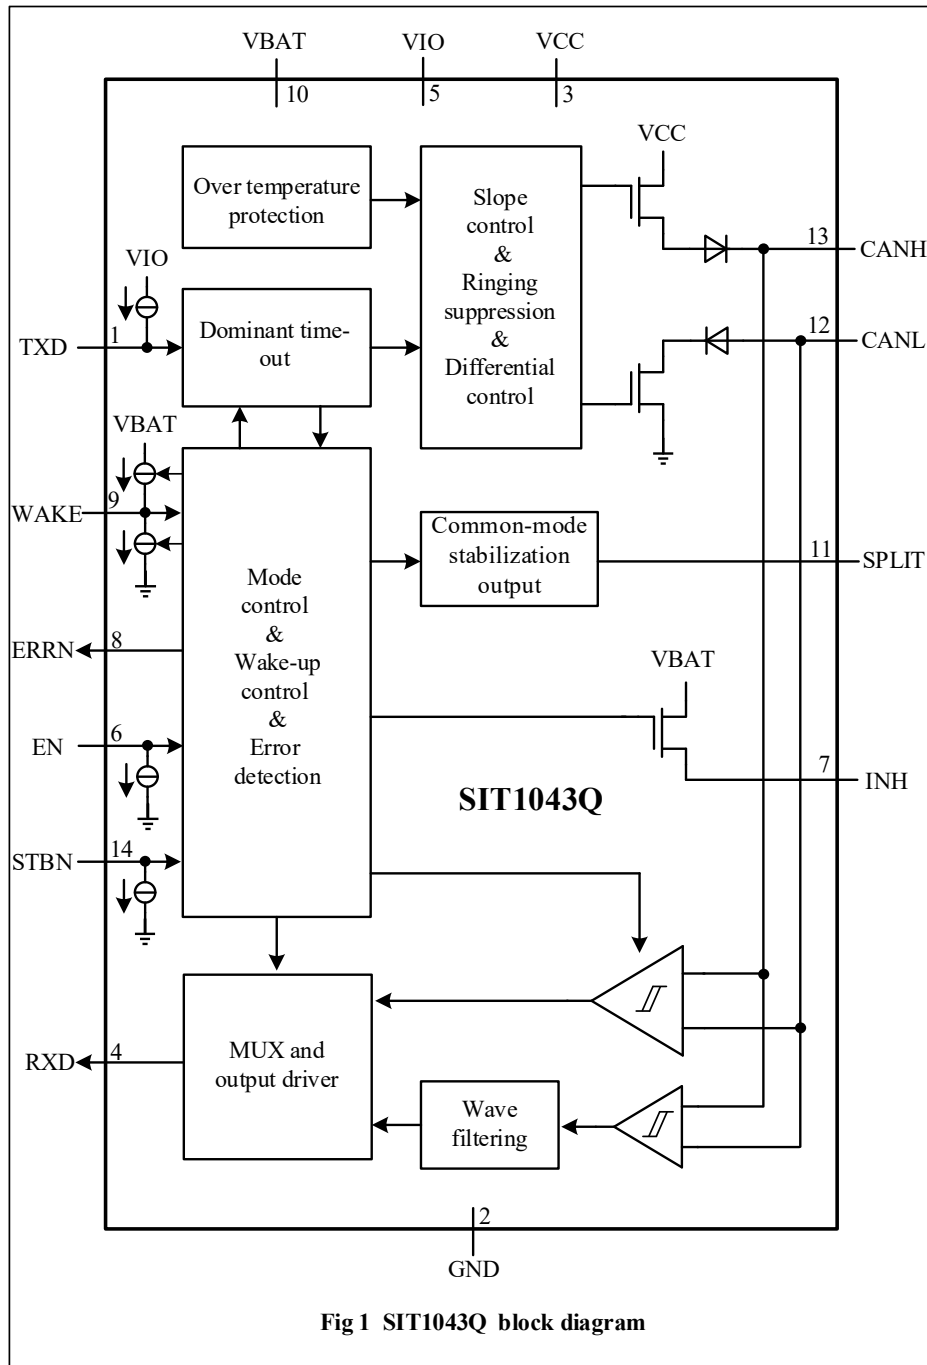 VBAT
VIO
VCC
10
5
3
VCC
Over temperature
protection
Slope
control
&
Ringing
suppression
&
Differential
control
13
CANH
VIO
TXD
1
Dominant time-
out
12
CANL
VBAT
WAKE
9
Common-mode
stabilization
output
11
SPLIT
Mode
control
&
Wake-up
control
&
Error
detection
ERRN
8
VBAT
EN
6
7
INH
SIT1043Q
STBN
14
MUX and
output driver
RXD
4
Wave
filtering
2
GND
Fig 1 SIT1043Q block diagram